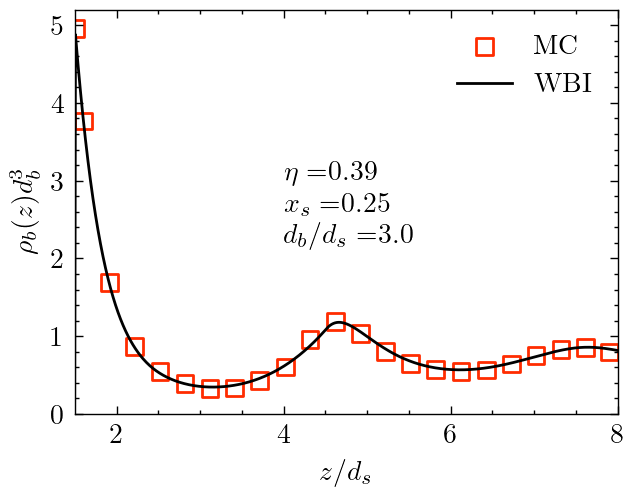 MC
WBI
η =0.39
x_s =0.25
d_b/d_s =3.0
ρ_b(z)d_b^3
5
4
3
2
1
0
2 4 6 8
z/d_s